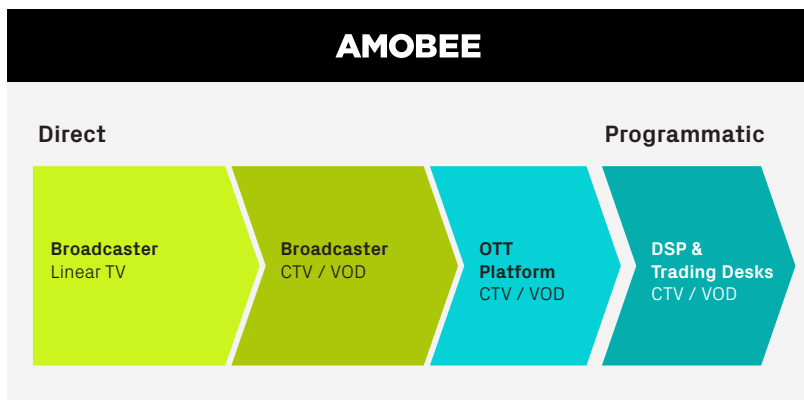 AMOBEE
Direct
Programmatic
Broadcaster
Linear TV
Broadcaster
CTV / VOD
OTT
Platform
CTV / VOD
DSP &
Trading Desks
CTV / VOD